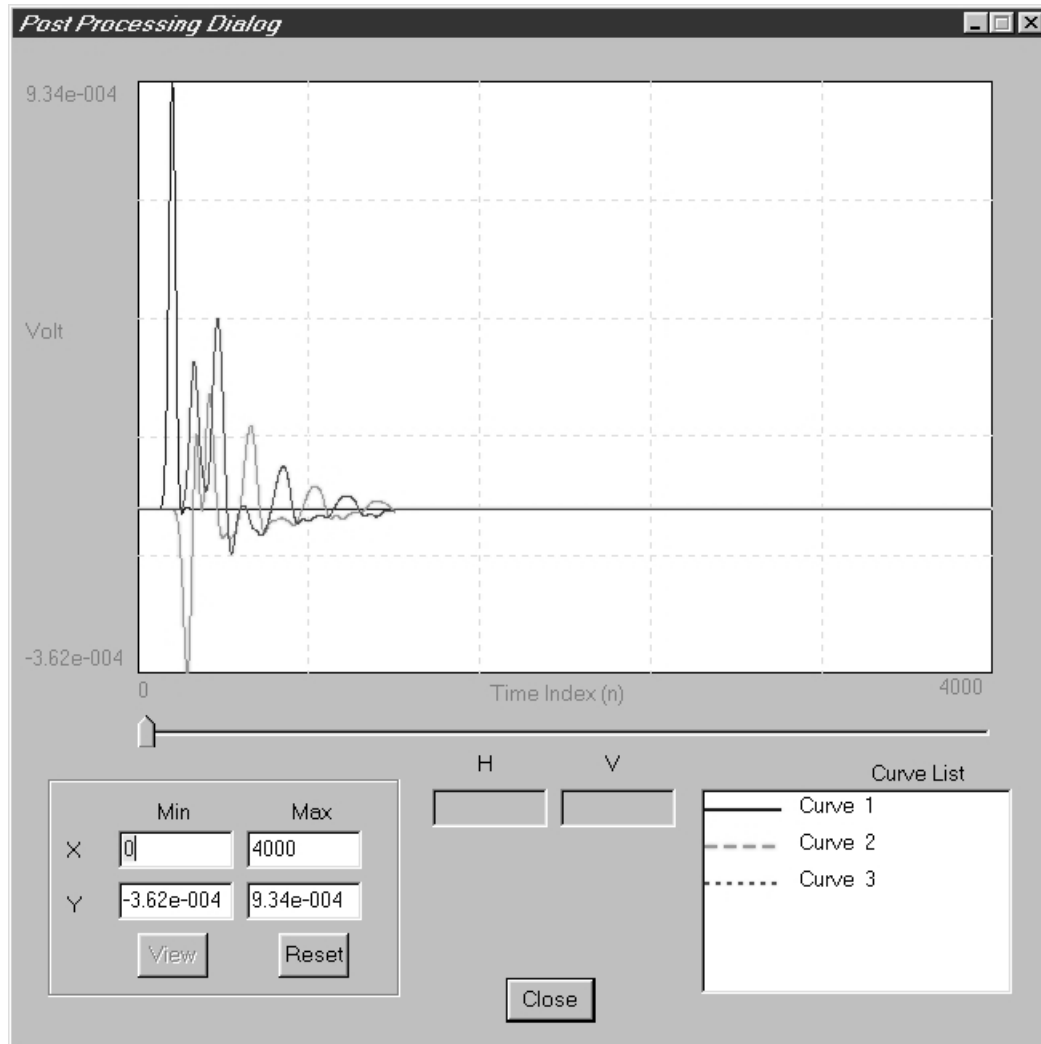 Post Processing Dialog
9.34e-004
Volt
-3.62e-004
0
Time Index (n)
4000
H
V
Curve List
Min
Max
X
0
4000
Y
-3.62e-004
9.34e-004
View
Reset
Curve 1
Curve 2
Curve 3
Close